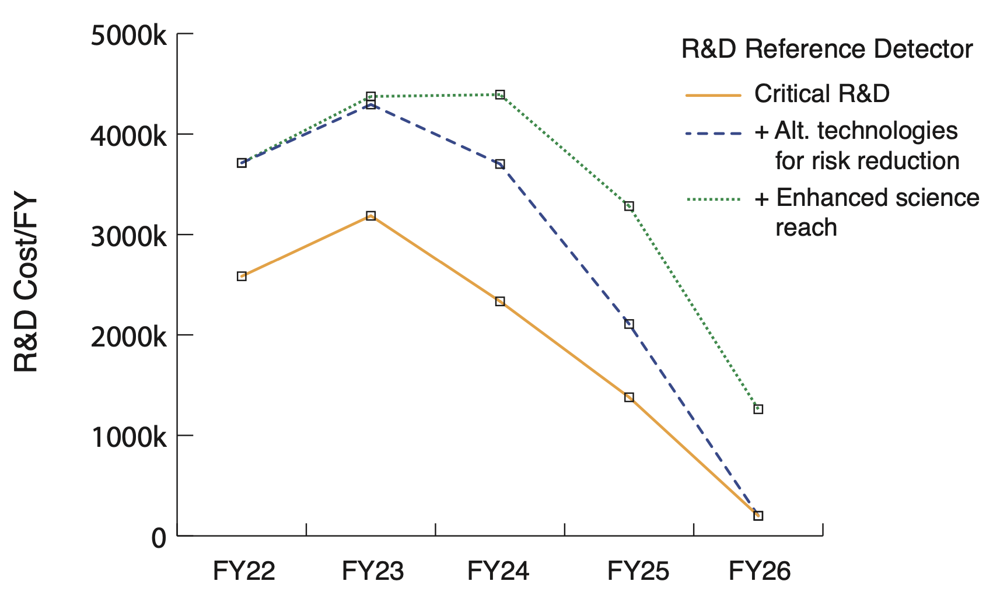 5000k
4000k
3000k
2000k
1000k
0
R&D Cost/FY
FY22 FY23 FY24 FY25 FY26
R&D Reference Detector
Critical R&D
+ Alt. technologies
for risk reduction
+ Enhanced science
reach